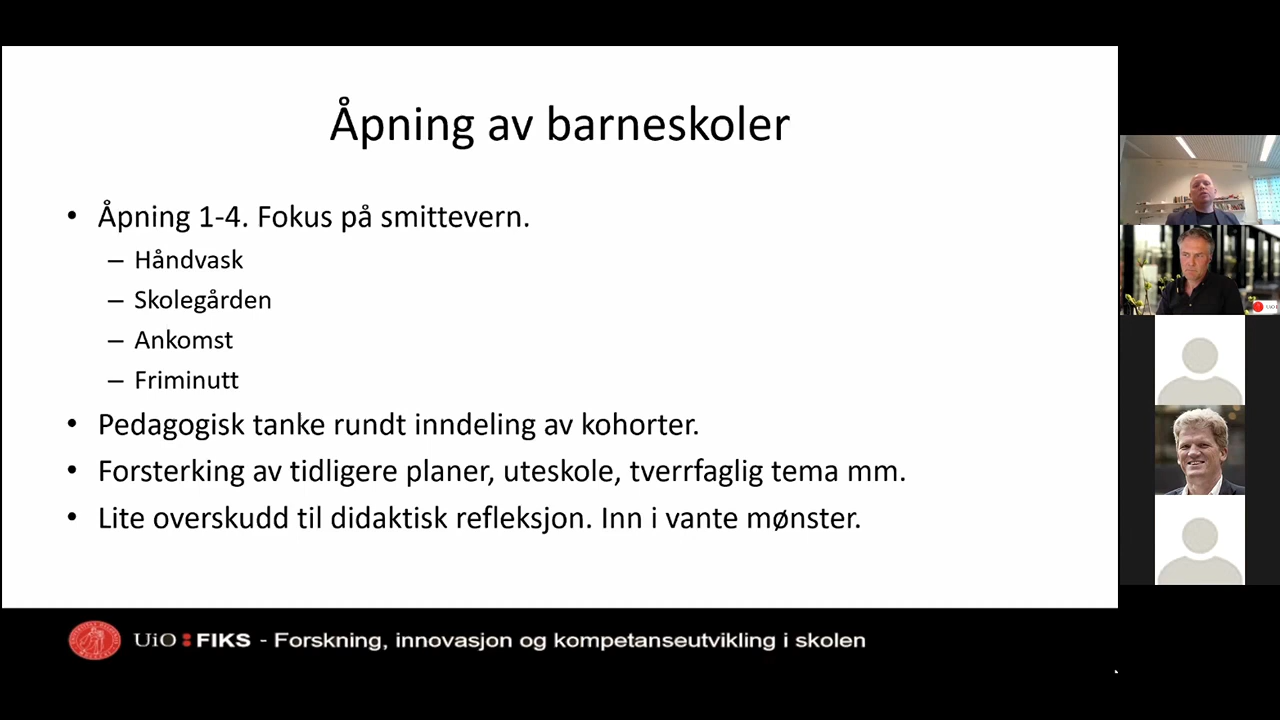 Åpning av barneskoler
• Åpning 1-4. Fokus på smittevern.
– Håndvask
– Skolegården
– Ankomst
– Friminutt
• Pedagogisk tanke rundt inndeling av kohorter.
• Forsterking av tidligere planer, uteskole, tverrfaglig tema mm.
• Lite overskudd til didaktisk refleksjon. Inn i vante mønster.
UiO:FIKS - Forskning, innovasjon og kompetanseutvikling i skolen